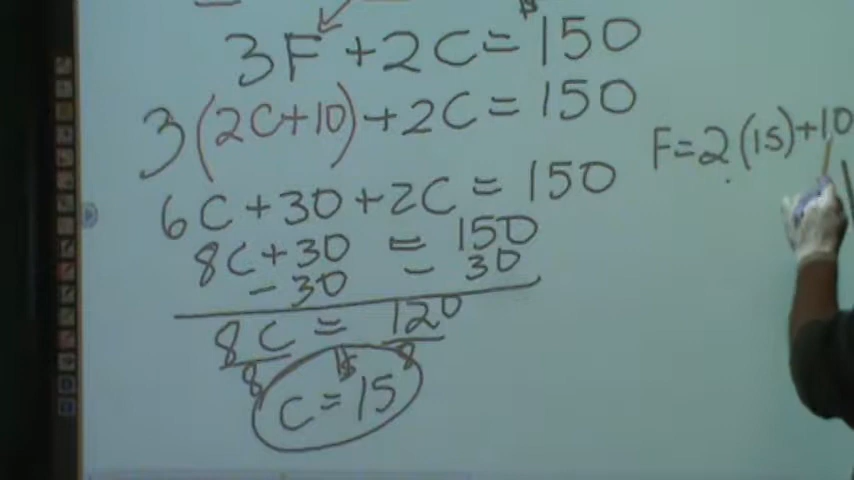 3F + 2C = 150
3(2C+10) + 2C = 150
6C + 30 + 2C = 150
8C + 30 = 150
- 30 - 30
8C = 120
8 8
C = 15
F = 2(15) + 10